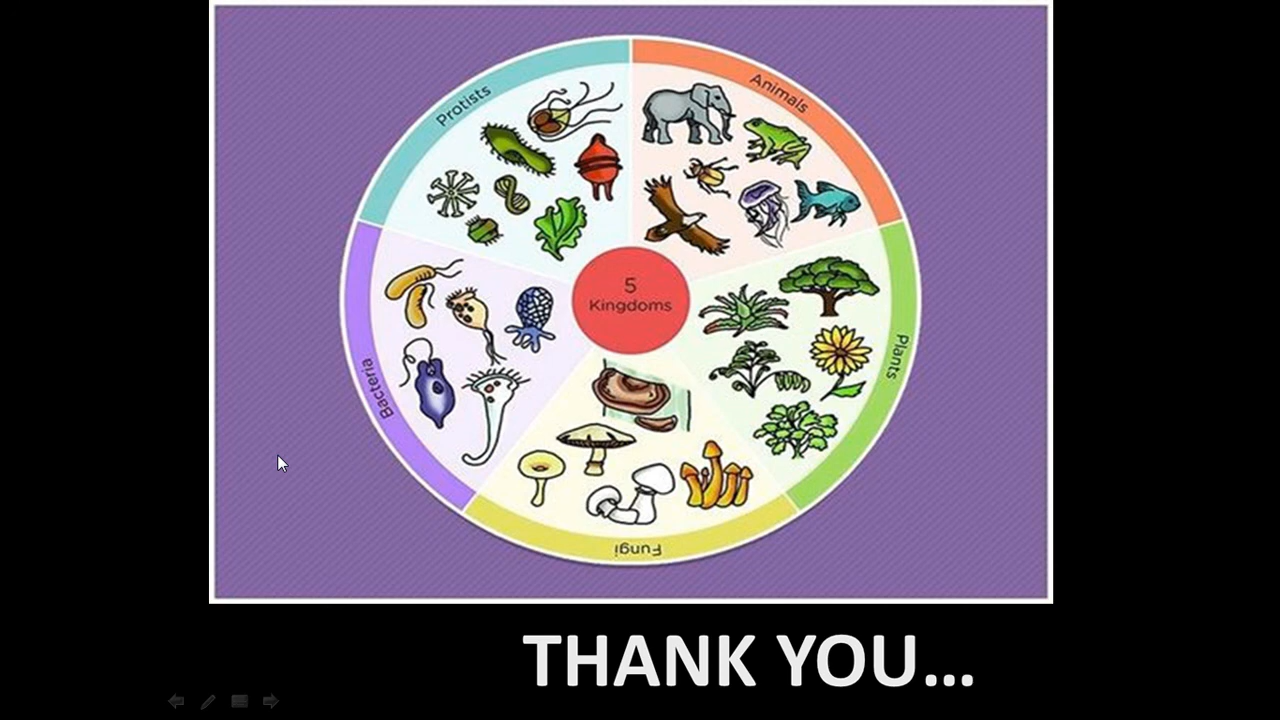 Protists
Animals
5
Kingdoms
Bacteria
Plants
Fungi
THANK YOU...